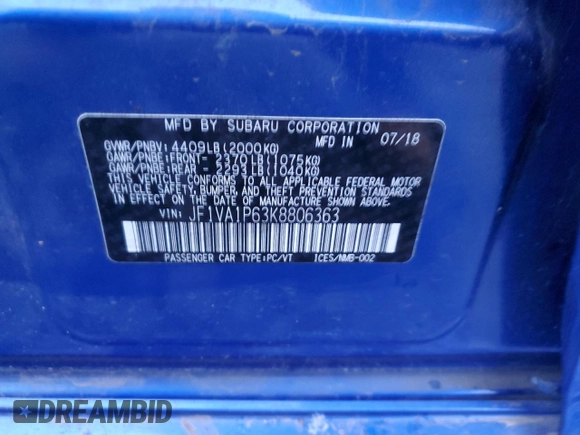 MFD BY SUBARU CORPORATION
GVWR/PNBV: 4409LB(2000KG) MFD IN 07/18
GAWR/PNBE:FRONT- 2370LB(1075KG)
GAWR/PNBE:REAR - 2293LB(1040KG)
THIS VEHICLE CONFORMS TO ALL APPLICABLE FEDERAL MOTOR
VEHICLE SAFETY, BUMPER, AND THEFT PREVENTION STANDARDS
IN EFFECT ON THE DATE OF MANUFACTURE SHOWN ABOVE.
VIN: JF1VA1P63K8806363
PASSENGER CAR TYPE:PC/VT ICES/NMB-002
DREAMBID